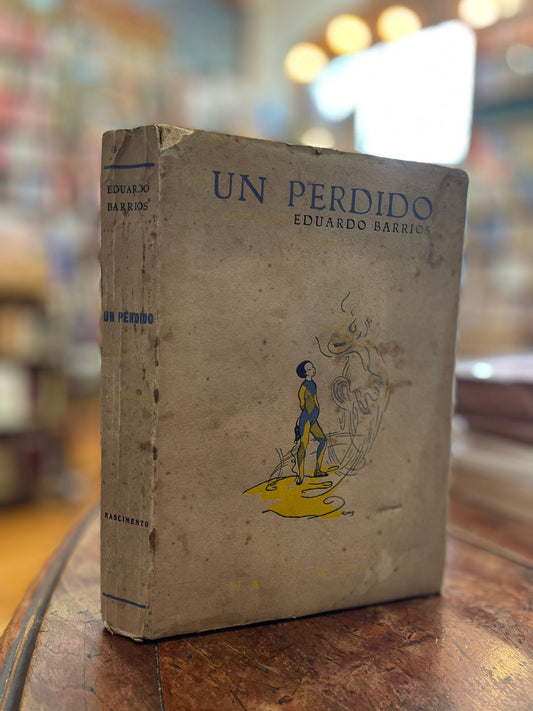 EDUARDO
BARRIOS
UN PERDIDO
NASCIMENTO
UN PERDIDO
EDUARDO BARRIOS